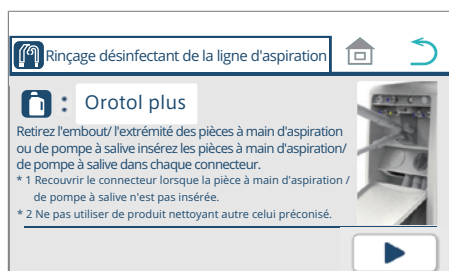 Rinçage désinfectant de la ligne d'aspiration
: Orotol plus
Retirez l'embout/ l'extrémité des pièces à main d'aspiration
ou de pompe à salive insérez les pièces à main d'aspiration/
de pompe à salive dans chaque connecteur.
* 1 Recouvrir le connecteur lorsque la pièce à main d'aspiration /
de pompe à salive n'est pas insérée.
* 2 Ne pas utiliser de produit nettoyant autre celui préconisé.